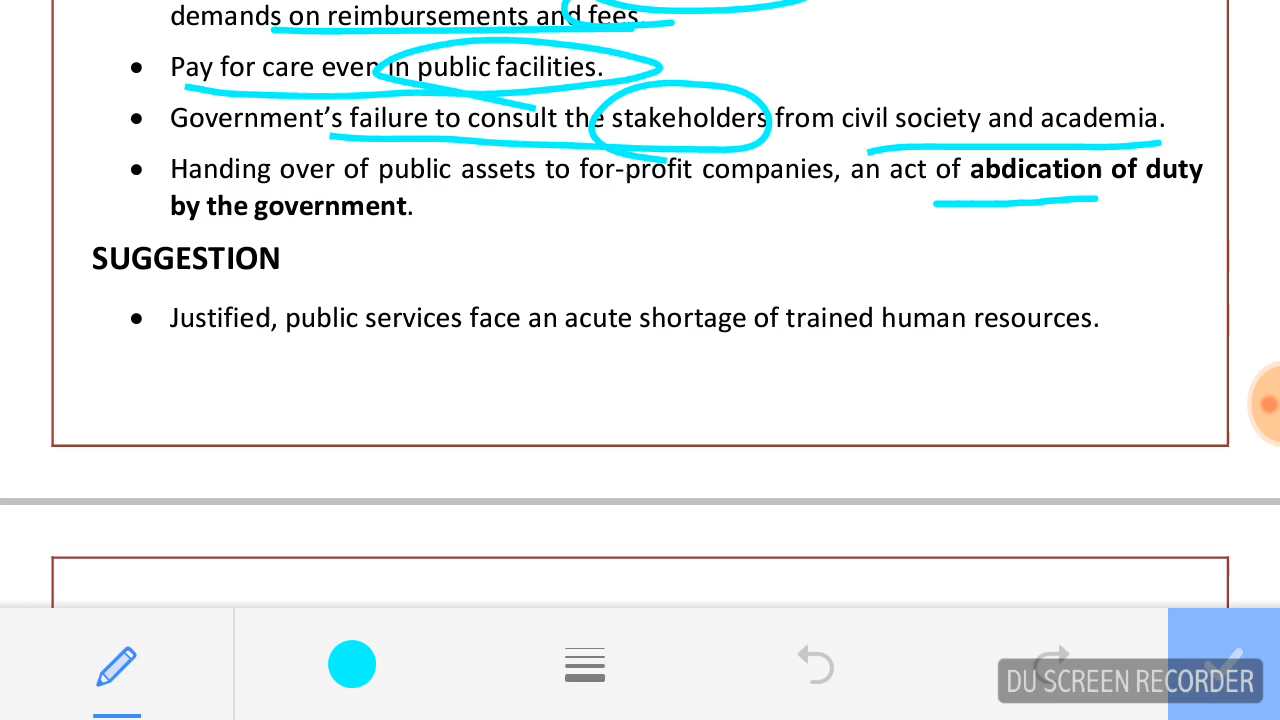 demands on reimbursements and fees.
• Pay for care even in public facilities.
• Government’s failure to consult the stakeholders from civil society and academia.
• Handing over of public assets to for-profit companies, an act of abdication of duty
by the government.
SUGGESTION
• Justified, public services face an acute shortage of trained human resources.
DU SCREEN RECORDER